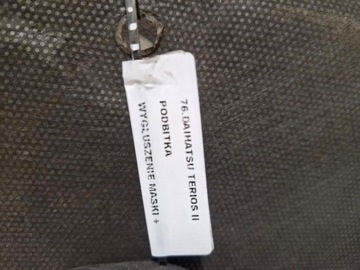 76. DAIHATSU TERIOS II
PODBITKA
WYGŁUSZENIE MASKI +